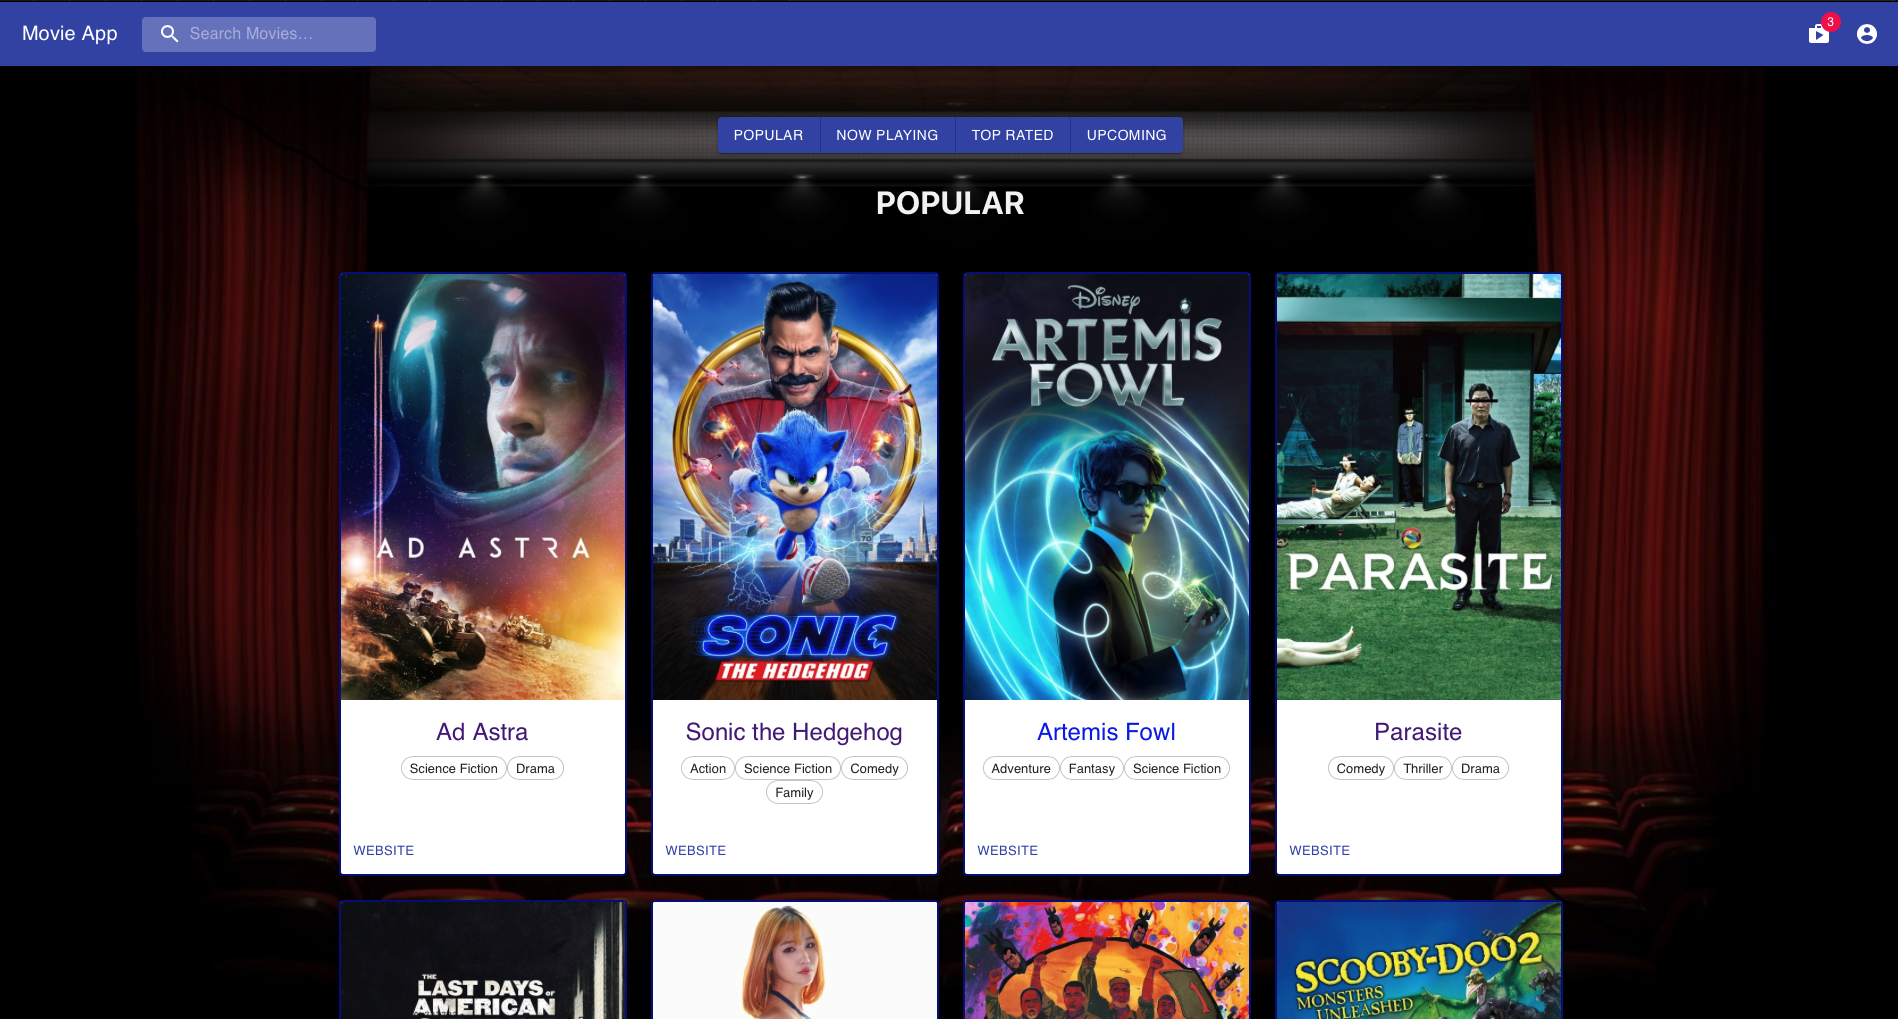 Movie App
Search Movies...
3
POPULAR
NOW PLAYING
TOP RATED
UPCOMING
POPULAR
AD ASTRA
70
SONIC
THE HEDGEHOG
Disney
ARTEMIS
FOWL
PARASITE
Ad Astra
Science Fiction
Drama
WEBSITE
Sonic the Hedgehog
Action
Science Fiction
Comedy
Family
WEBSITE
Artemis Fowl
Adventure
Fantasy
Science Fiction
WEBSITE
Parasite
Comedy
Thriller
Drama
WEBSITE
THE
LAST DAYS OF
AMERICAN
SCOOBY-DOO 2
MONSTERS
UNLEASHED